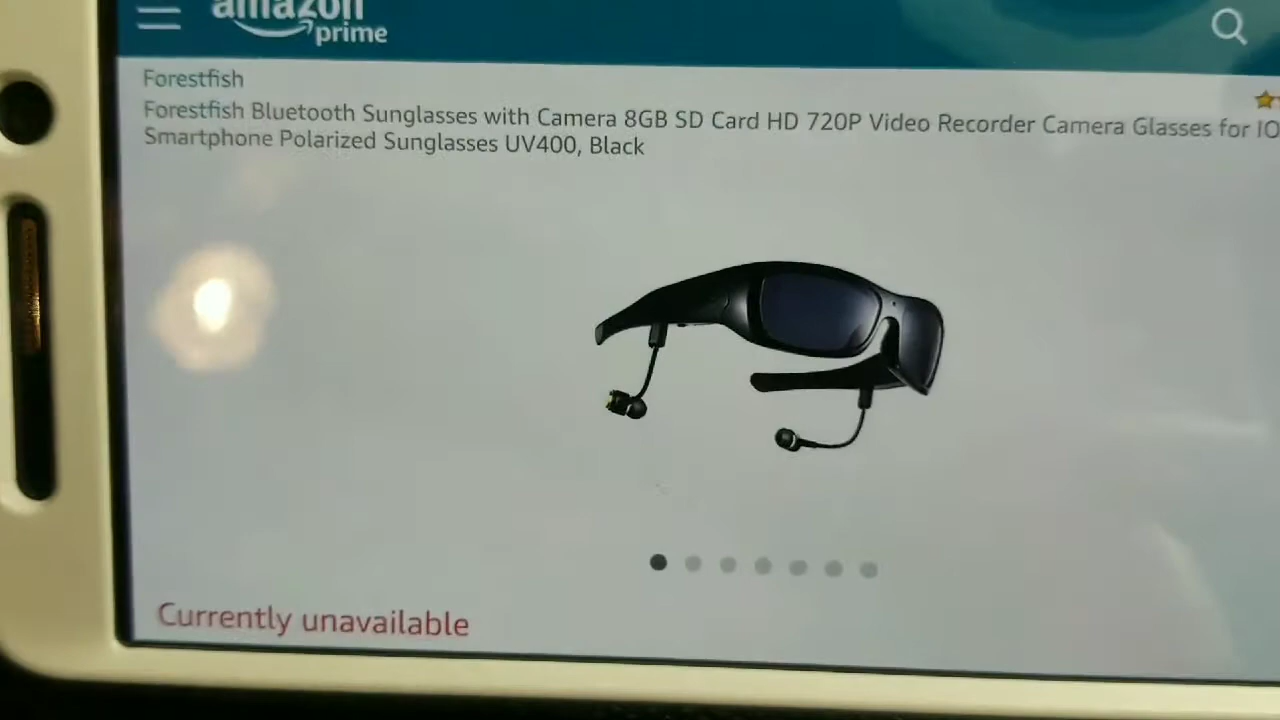 amazon
prime
Forestfish
Forestfish Bluetooth Sunglasses with Camera 8GB SD Card HD 720P Video Recorder Camera Glasses for IO
Smartphone Polarized Sunglasses UV400, Black
Currently unavailable